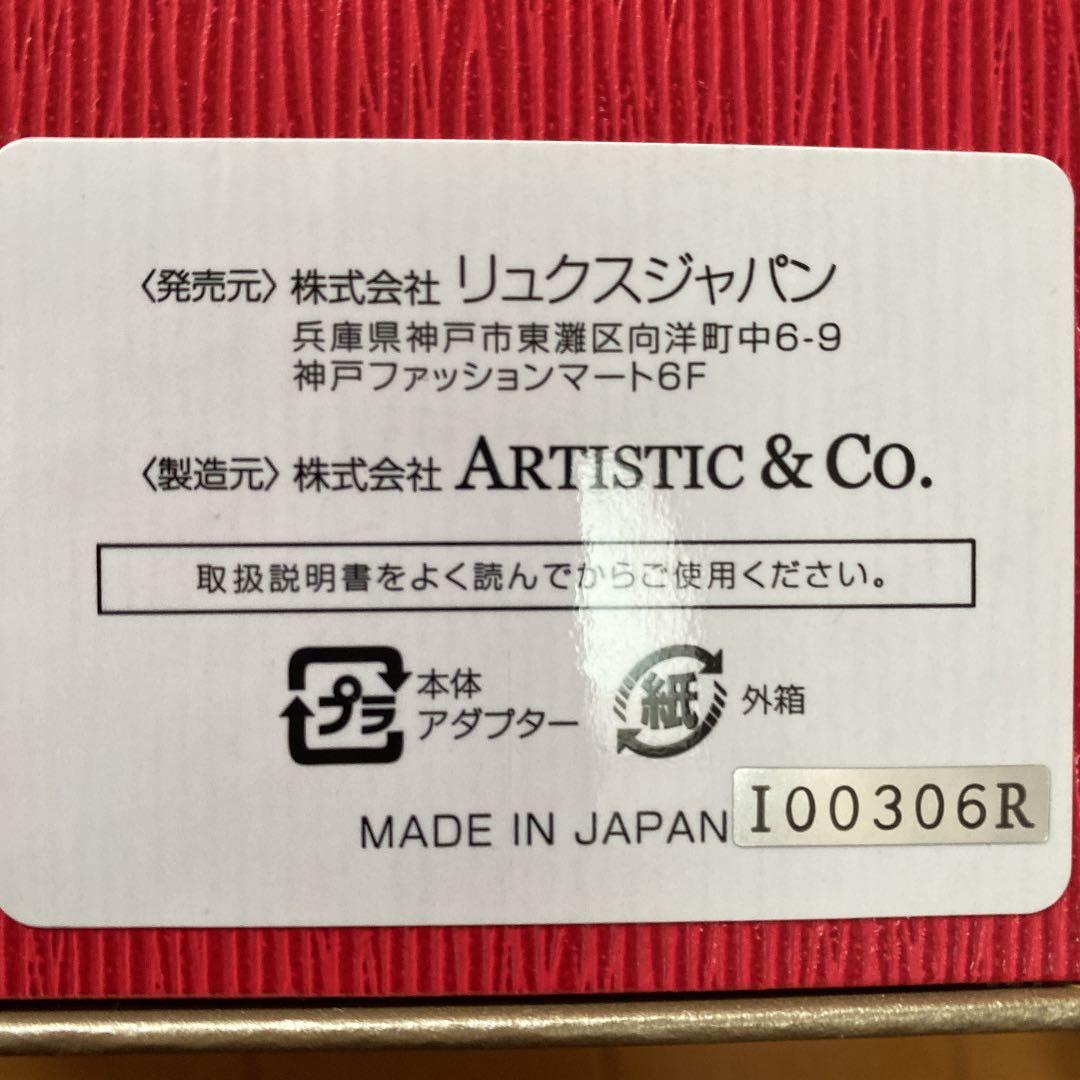 〈発売元〉株式会社 リュクスジャパン
兵庫県神戸市東灘区向洋町中6-9
神戸ファッションマート6F
〈製造元〉株式会社 ARTISTIC & CO.
取扱説明書をよく読んでからご使用ください。
プラ 本体
アダプター
紙 外箱
MADE IN JAPAN
I00306R